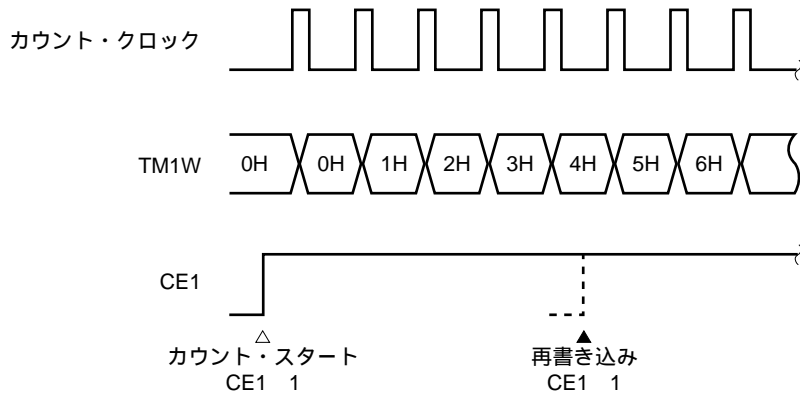 カウント・クロック
TM1W 0H 0H 1H 2H 3H 4H 5H 6H
CE1
カウント・スタート
CE1 1
再書き込み
CE1 1